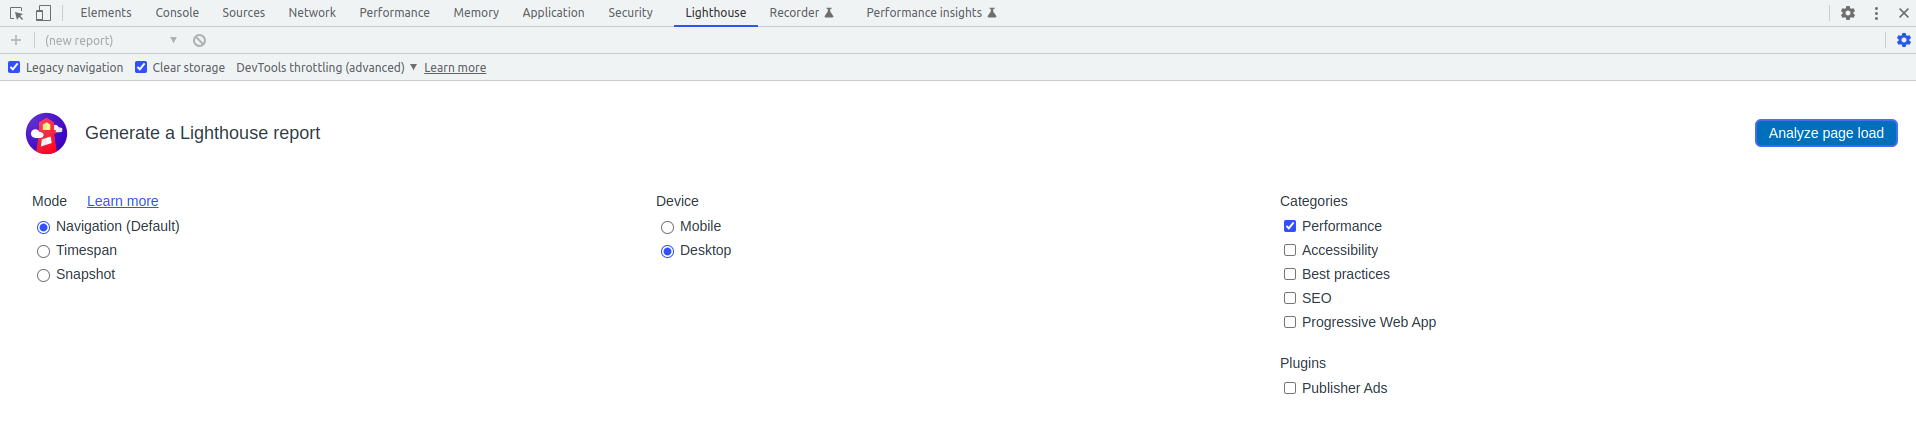 Elements Console Sources Network Performance Memory Application Security Lighthouse Recorder Performance insights
(new report)
Legacy navigation Clear storage DevTools throttling (advanced) Learn more
Generate a Lighthouse report Analyze page load
Mode Learn more
Navigation (Default)
Timespan
Snapshot
Device
Mobile
Desktop
Categories
Performance
Accessibility
Best practices
SEO
Progressive Web App
Plugins
Publisher Ads